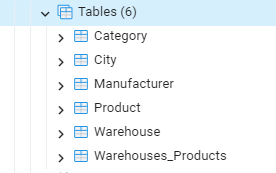 Tables (6)
Category
City
Manufacturer
Product
Warehouse
Warehouses_Products